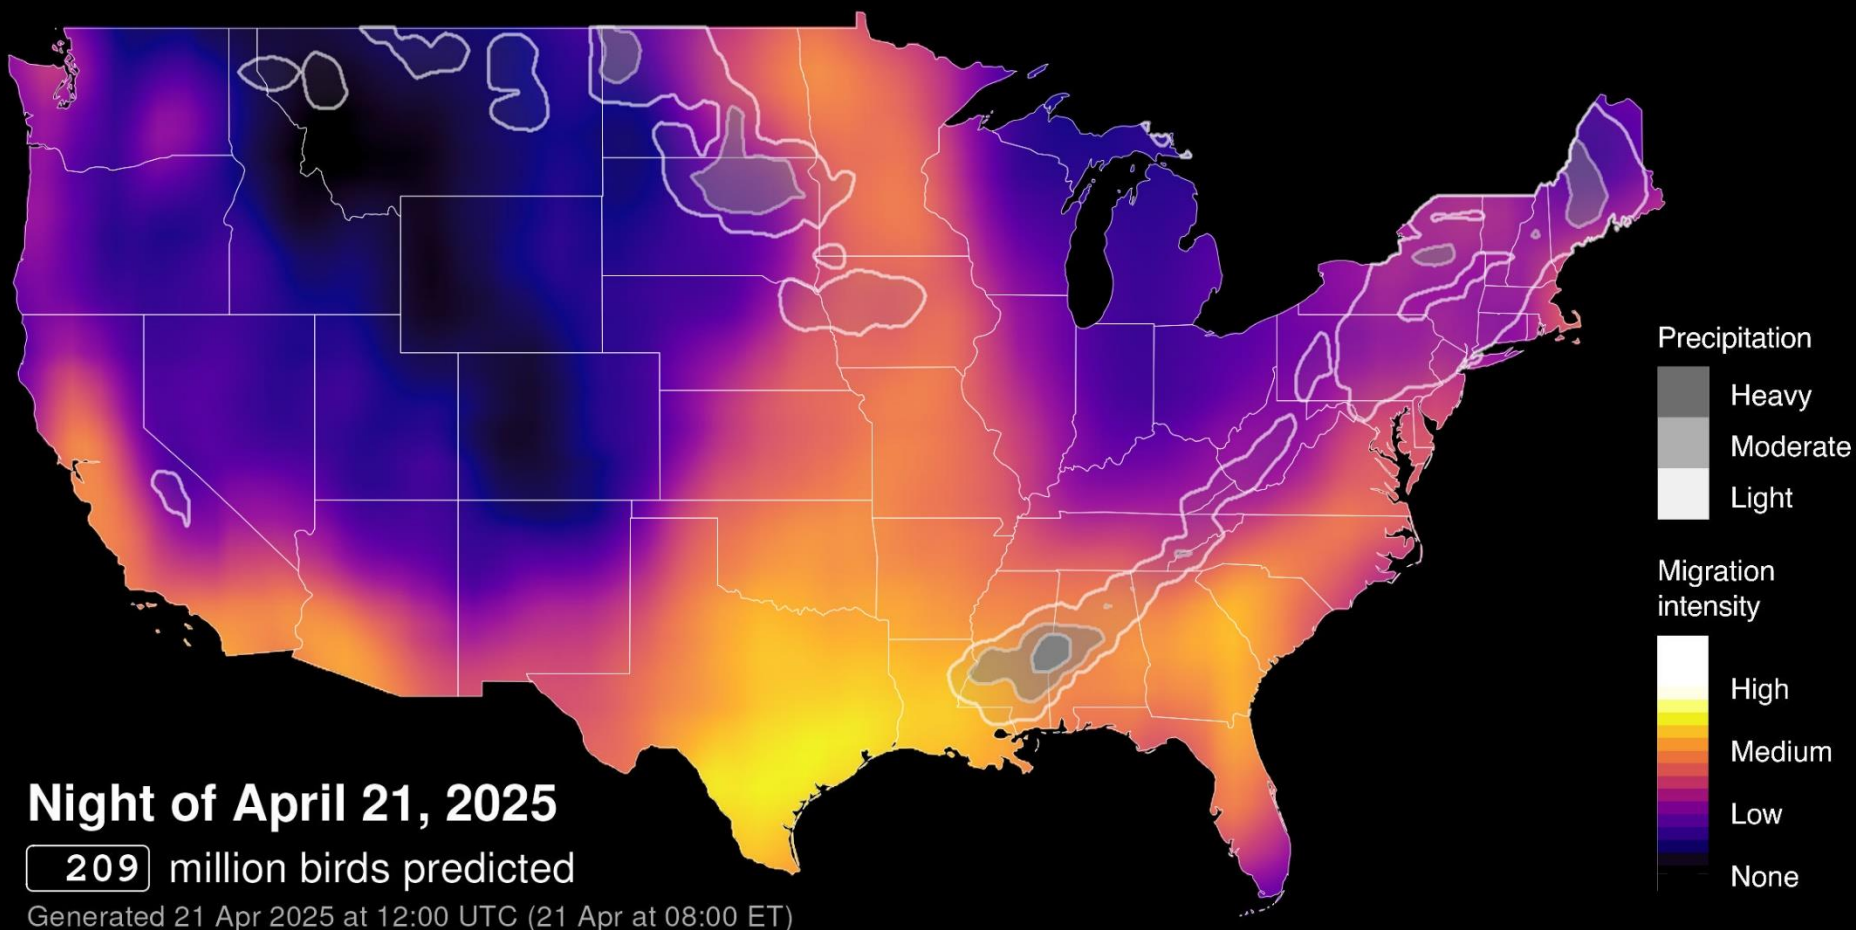 Precipitation
Heavy
Moderate
Light
Migration
intensity
High
Medium
Low
None
Night of April 21, 2025
209 million birds predicted
Generated 21 Apr 2025 at 12:00 UTC (21 Apr at 08:00 ET)